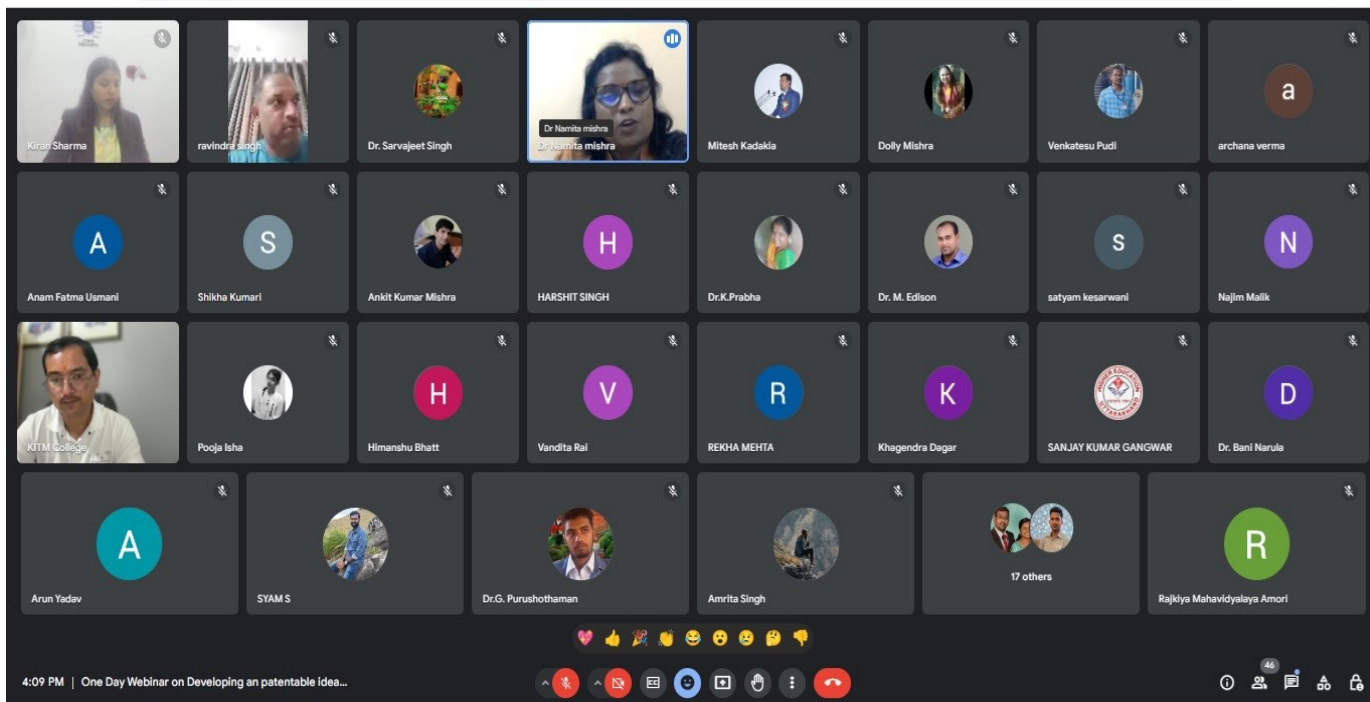 Kiran Sharma
ravindra singh
Dr. Sarvajeet Singh
Dr Namita mishra
Dr Namita mishra
Mitesh Kadakia
Dolly Mishra
Venkatesu Pudi
a
archana verma
A
Anam Fatma Usmani
S
Shikha Kumari
Ankit Kumar Mishra
H
HARSHIT SINGH
Dr.K.Prabha
Dr. M. Edison
s
satyam kesarwani
N
Najim Malik
KITM College
Pooja Isha
H
Himanshu Bhatt
V
Vandita Rai
R
REKHA MEHTA
K
Khagendra Dagar
HIGHER EDUCATION
UTTARAKHAND
SANJAY KUMAR GANGWAR
D
Dr. Bani Narula
A
Arun Yadav
SYAM S
Dr.G. Purushothaman
Amrita Singh
17 others
R
Rajkiya Mahavidyalaya Amori
4:09 PM | One Day Webinar on Developing an patentable idea...
CC
46